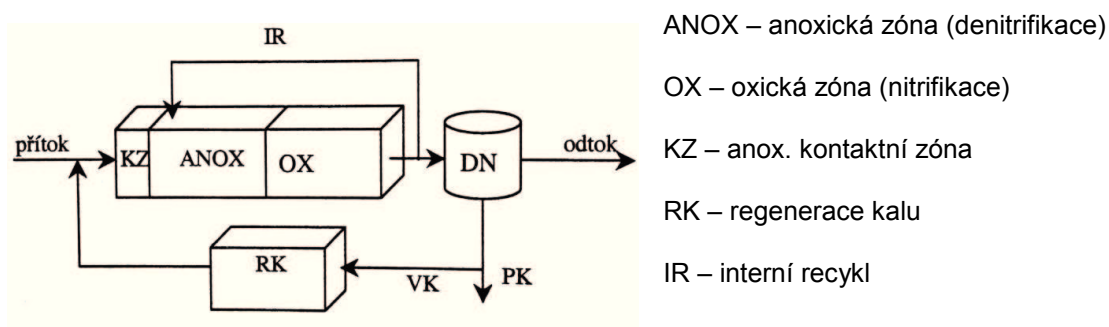 IR
přítok
KZ
ANOX
OX
DN
odtok
RK
VK
PK
ANOX – anoxická zóna (denitrifikace)
OX – oxická zóna (nitrifikace)
KZ – anox. kontaktní zóna
RK – regenerace kalu
IR – interní recykl